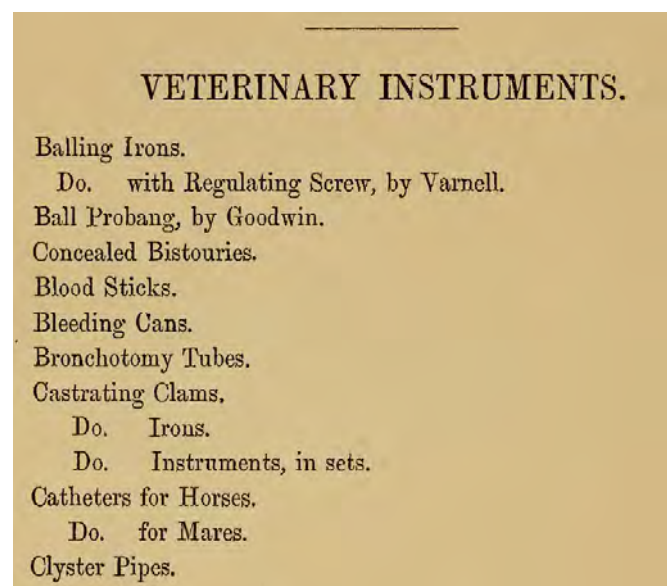 VETERINARY INSTRUMENTS.
Balling Irons.
Do. with Regulating Screw, by Varnell.
Ball Probang, by Goodwin.
Concealed Bistouries.
Blood Sticks.
Bleeding Cans.
Bronchotomy Tubes.
Castrating Clams.
Do. Irons.
Do. Instruments, in sets.
Catheters for Horses.
Do. for Mares.
Clyster Pipes.